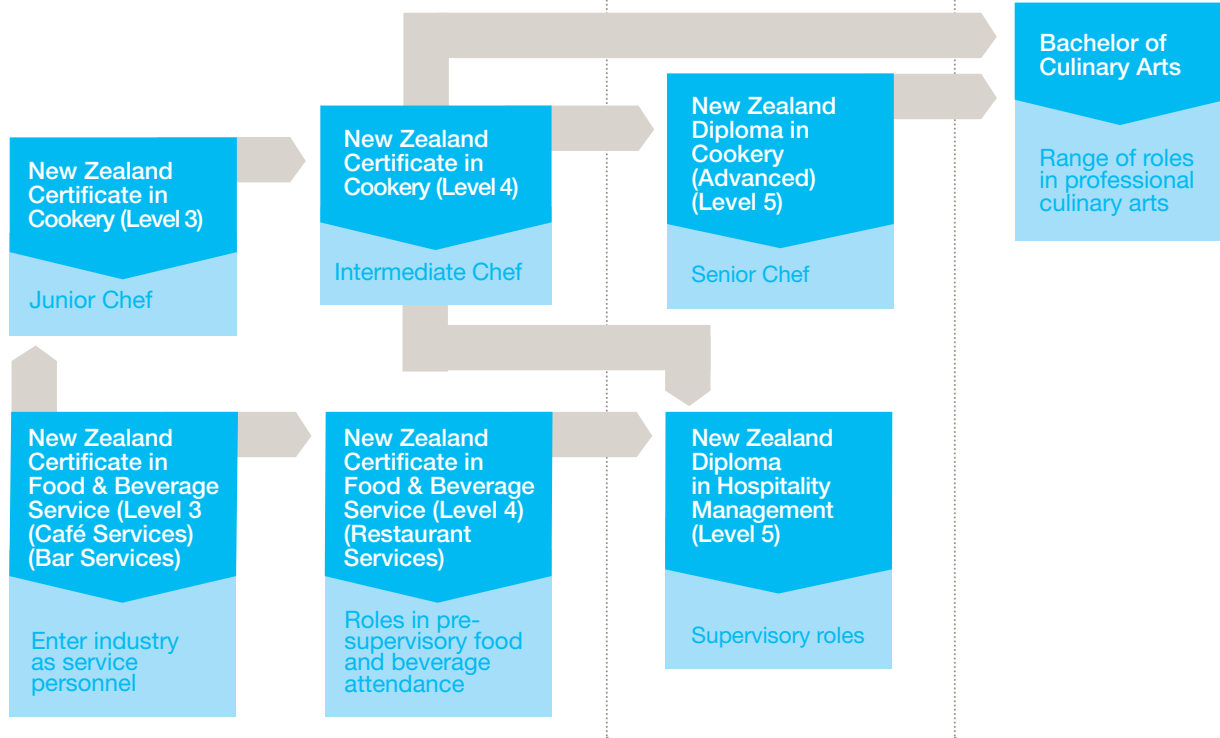 New Zealand
Certificate in
Cookery (Level 3)
Junior Chef
New Zealand
Certificate in
Cookery (Level 4)
Intermediate Chef
New Zealand
Diploma in
Cookery
(Advanced)
(Level 5)
Senior Chef
Bachelor of
Culinary Arts
Range of roles
in professional
culinary arts
New Zealand
Certificate in
Food & Beverage
Service (Level 3
(Café Services)
(Bar Services)
Enter industry
as service
personnel
New Zealand
Certificate in
Food & Beverage
Service (Level 4)
(Restaurant
Services)
Roles in pre-
supervisory food
and beverage
attendance
New Zealand
Diploma
in Hospitality
Management
(Level 5)
Supervisory roles